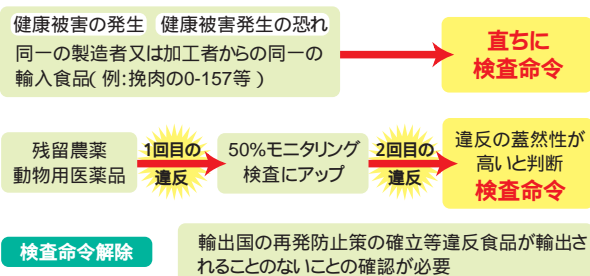 健康被害の発生 健康被害発生の恐れ
同一の製造者又は加工者からの同一の
輸入食品(例:挽肉の0-157等)
直ちに
検査命令
残留農薬
動物用医薬品
1回目の
違反
50%モニタリング
検査にアップ
2回目の
違反
違反の蓋然性が
高いと判断
検査命令
検査命令解除
輸出国の再発防止策の確立等違反食品が輸出さ
れることのないことの確認が必要